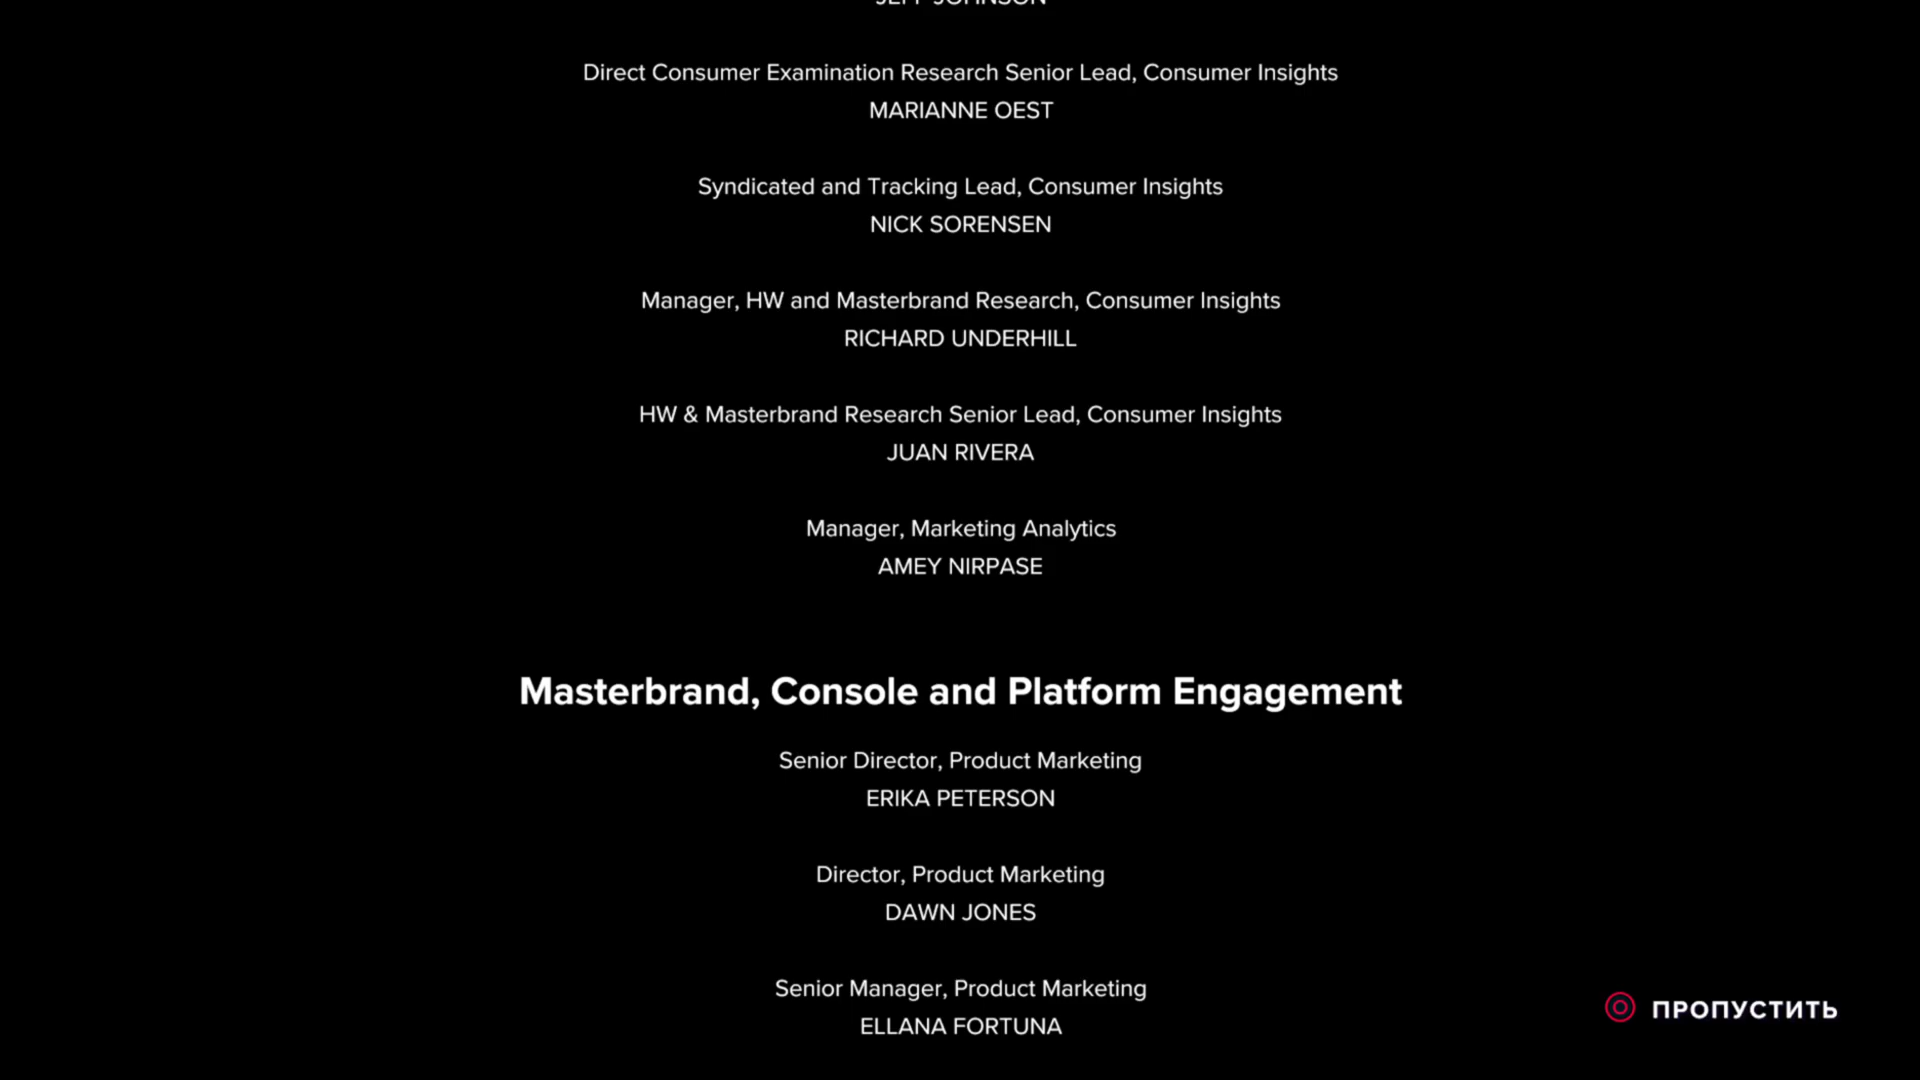 JEFF JOHNSON
Direct Consumer Examination Research Senior Lead, Consumer Insights
MARIANNE OEST
Syndicated and Tracking Lead, Consumer Insights
NICK SORENSEN
Manager, HW and Masterbrand Research, Consumer Insights
RICHARD UNDERHILL
HW & Masterbrand Research Senior Lead, Consumer Insights
JUAN RIVERA
Manager, Marketing Analytics
AMEY NIRPASE
Masterbrand, Console and Platform Engagement
Senior Director, Product Marketing
ERIKA PETERSON
Director, Product Marketing
DAWN JONES
Senior Manager, Product Marketing
ELLANA FORTUNA
ПРОПУСТИТЬ